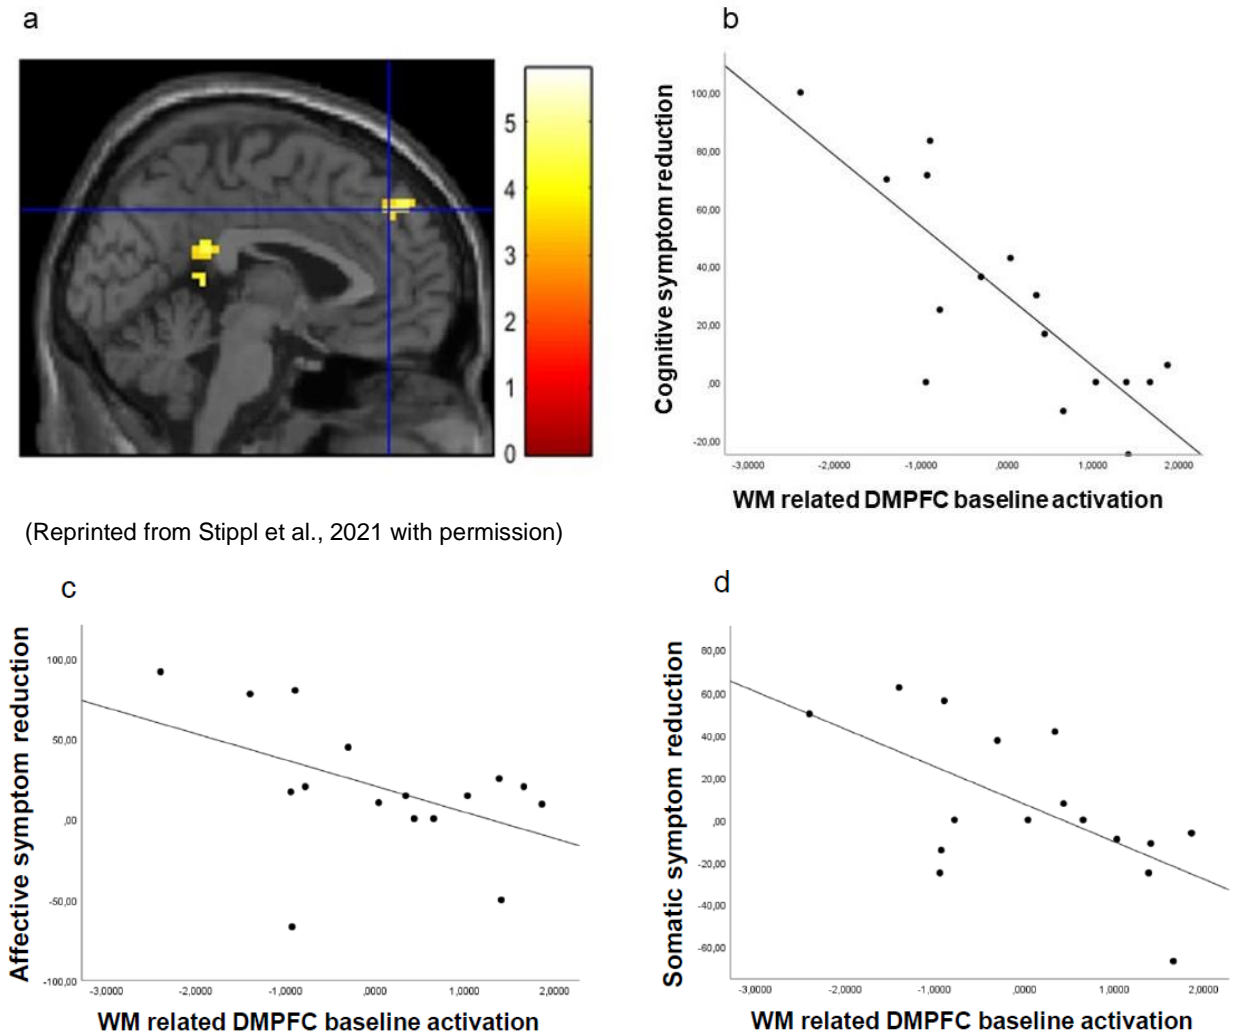 a
5
4
3
2
1
0
b
Cognitive symptom reduction
100,00
80,00
60,00
40,00
20,00
,00
-20,00
-3,0000 -2,0000 -1,0000 ,0000 1,0000 2,0000
WM related DMPFC baseline activation
(Reprinted from Stippl et al., 2021 with permission)
c
Affective symptom reduction
100,00
50,00
,00
-50,00
-100,00
-3,0000 -2,0000 -1,0000 ,0000 1,0000 2,0000
WM related DMPFC baseline activation
d
Somatic symptom reduction
80,00
60,00
40,00
20,00
,00
-20,00
-40,00
-60,00
-3,0000 -2,0000 -1,0000 ,0000 1,0000 2,0000
WM related DMPFC baseline activation